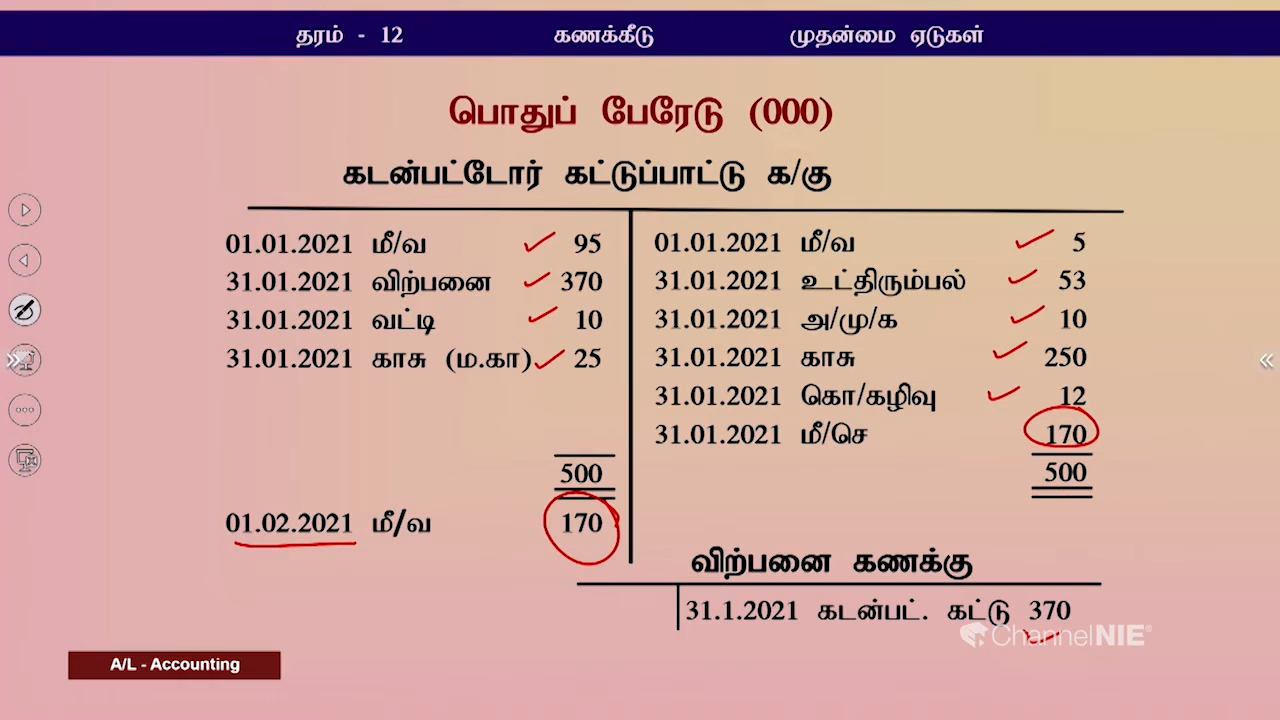 தரம் - 12 கணக்கீடு முதன்மை ஏடுகள்
பொதுப் பேரேடு (000)
கடன்பட்டோர் கட்டுப்பாட்டு க/கு
01.01.2021 மீ/வ 95
31.01.2021 விற்பனை 370
31.01.2021 வட்டி 10
31.01.2021 காசு (ம.கா) 25
500
01.02.2021 மீ/வ 170
01.01.2021 மீ/வ 5
31.01.2021 உட்திரும்பல் 53
31.01.2021 அ/மு/க 10
31.01.2021 காசு 250
31.01.2021 கொ/கழிவு 12
31.01.2021 மீ/செ 170
500
விற்பனை கணக்கு
31.1.2021 கடன்பட். கட்டு 370
ChannelNIE®
A/L - Accounting